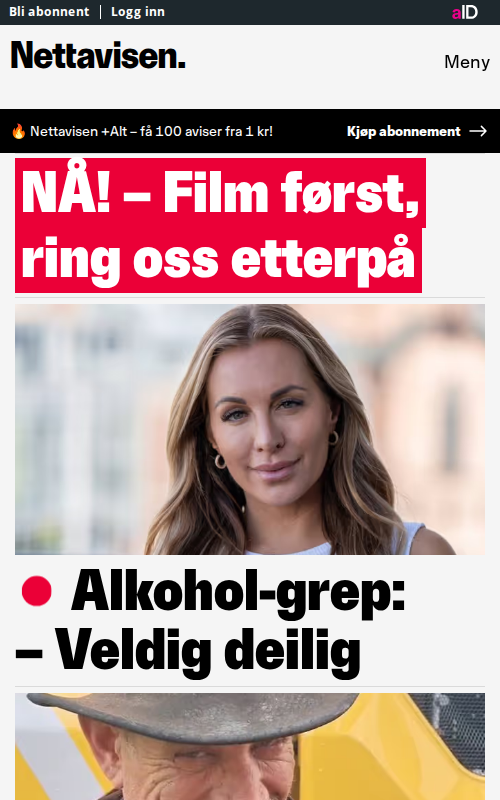 Bli abonnent | Logg inn
aID
Nettavisen.
Meny
🔥 Nettavisen +Alt – få 100 aviser fra 1 kr!
Kjøp abonnement →
NÅ! – Film først,
ring oss etterpå
Alkohol-grep:
– Veldig deilig